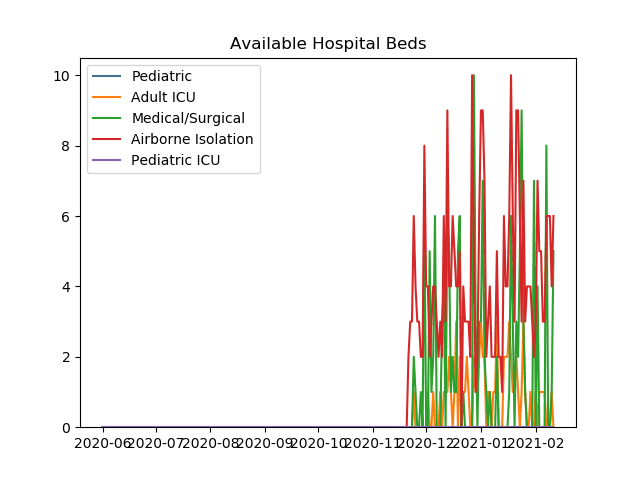 Available Hospital Beds
Pediatric
Adult ICU
Medical/Surgical
Airborne Isolation
Pediatric ICU
10
8
6
4
2
0
2020-06 2020-07 2020-08 2020-09 2020-10 2020-11 2020-12 2021-01 2021-02